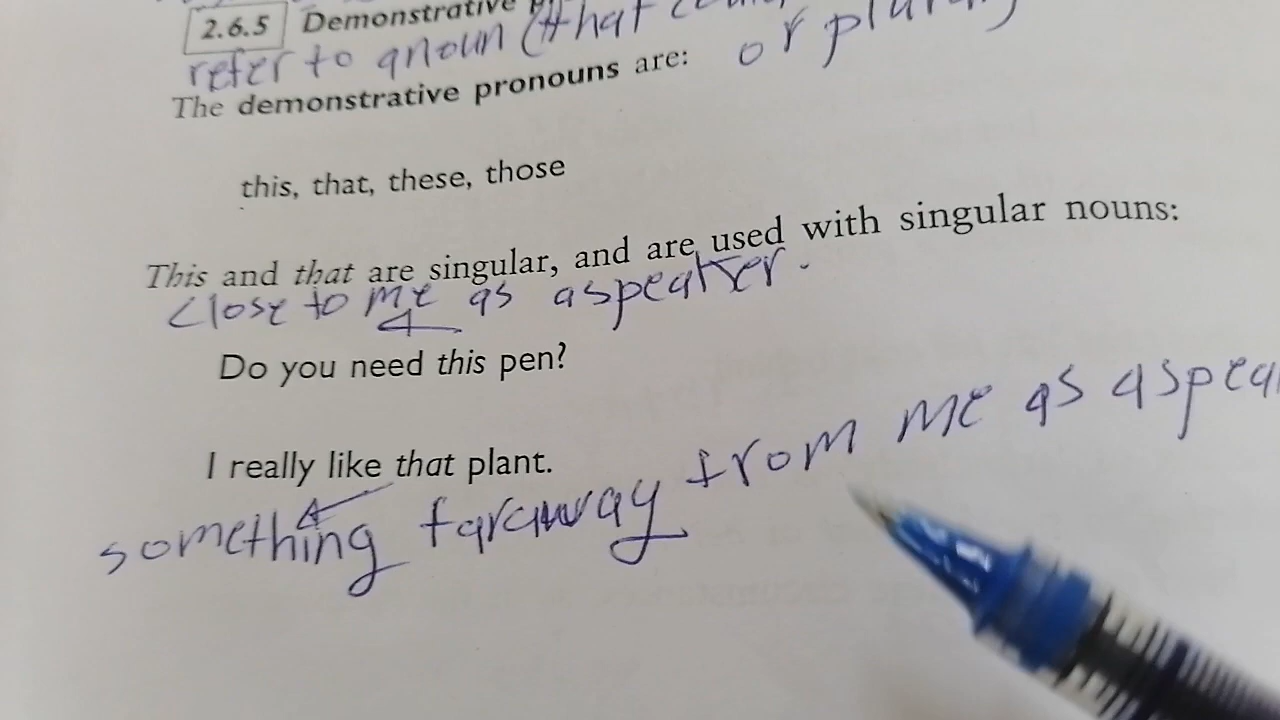 2.6.5 Demonstrative
refer to a noun (that
or plural
The demonstrative pronouns are:
this, that, these, those
This and that are singular, and are used with singular nouns:
close to me as a speaker.
Do you need this pen?
I really like that plant.
something faraway from me as a